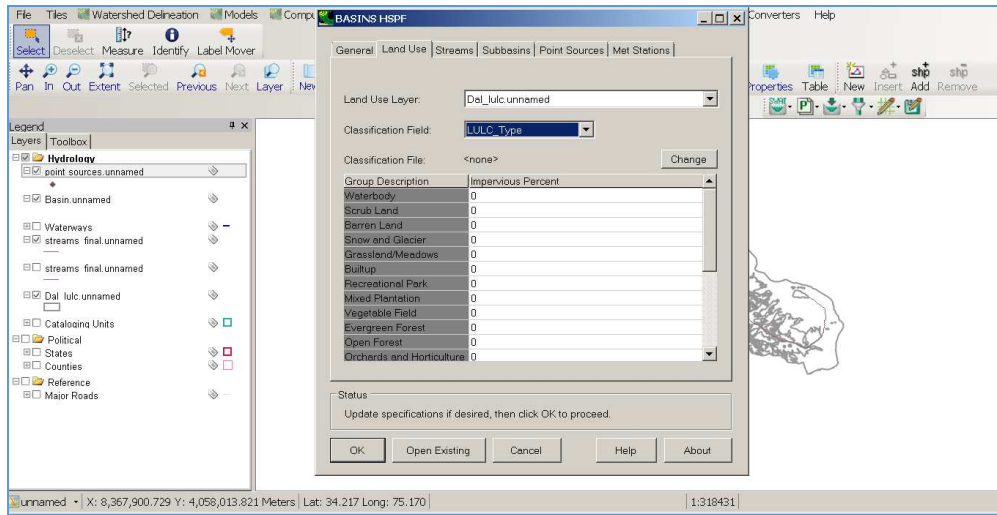 File Tiles Watershed Delineation Models Compu BASINS HSPF Converters Help
Select Deselect Measure Identify Label Mover
Pan In Out Extent Selected Previous Next Layer New Properties Table New Insert Add Remove
shp shp
General Land Use Streams Subbasins Point Sources Met Stations
Legend
Layers Toolbox
Hydrology
point sources.unnamed
Basin.unnamed
Waterways
streams final.unnamed
streams final.unnamed
Dal lulc.unnamed
Cataloging Units
Political
States
Counties
Reference
Major Roads
Land Use Layer: Dal_lulc.unnamed
Classification Field: LULC_Type
Classification File: <none> Change
Group Description Impervious Percent
Waterbody 0
Scrub Land 0
Barren Land 0
Snow and Glacier 0
Grassland/Meadows 0
Builtup 0
Recreational Park 0
Mixed Plantation 0
Vegetable Field 0
Evergreen Forest 0
Open Forest 0
Orchards and Horticulture 0
Status
Update specifications if desired, then click OK to proceed.
OK Open Existing Cancel Help About
unnamed X: 8,367,900.729 Y: 4,058,013.821 Meters Lat: 34.217 Long: 75.170 1:318431